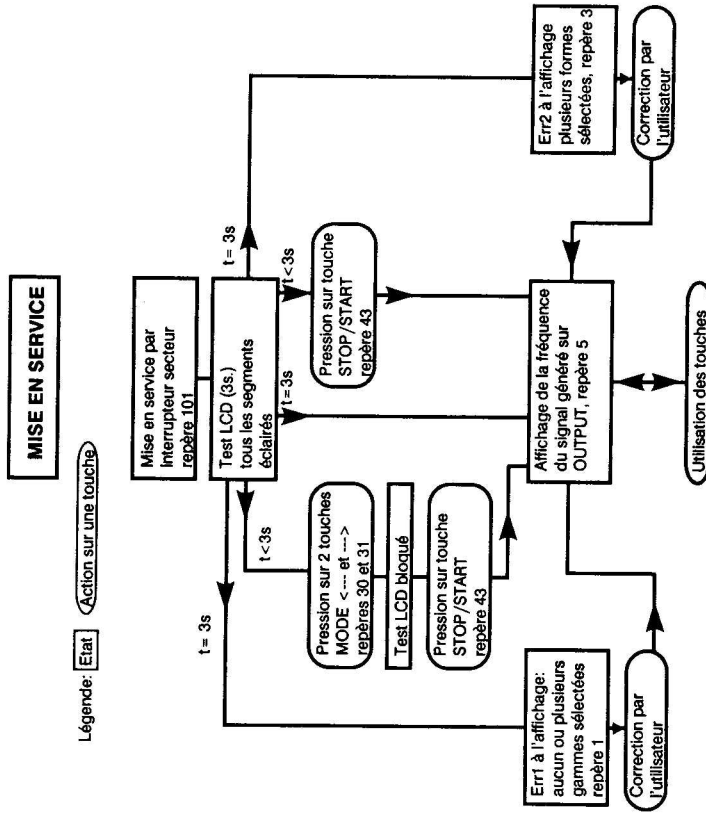 MISE EN SERVICE
Légende: Etat Action sur une touche
Mise en service par
Interrupteur secteur
repère 101
Test LCD (3s.)
tous les segments
éclairés
t = 3s
t<3s
t=3s
t<3s
t = 3s
Pression sur 2 touches
MODE <--- et --->
repères 30 et 31
Test LCD bloqué
Pression sur touche
STOP/START
repère 43
Pression sur touche
STOP/START
repère 43
Err1 à l'affichage:
aucun ou plusieurs
gammes sélectées
repère 1
Correction par
l'utilisateur
Affichage de la fréquence
du signal généré sur
OUTPUT, repère 5
Err2 à l'affichage
plusieurs formes
sélectées, repère 3
Correction par
l'utilisateur
Utilisation des touches